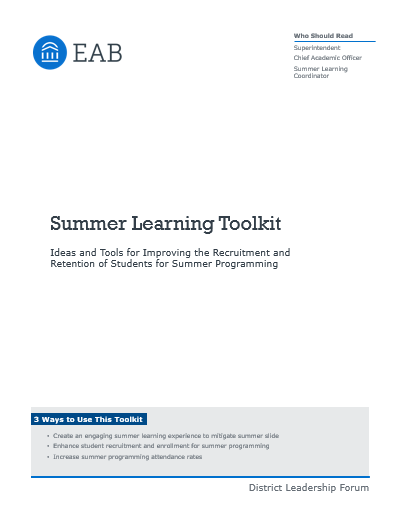 EAB
Who Should Read
Superintendent
Chief Academic Officer
Summer Learning
Coordinator
Summer Learning Toolkit
Ideas and Tools for Improving the Recruitment and
Retention of Students for Summer Programming
3 Ways to Use This Toolkit
• Create an engaging summer learning experience to mitigate summer slide
• Enhance student recruitment and enrollment for summer programming
• Increase summer programming attendance rates
District Leadership Forum